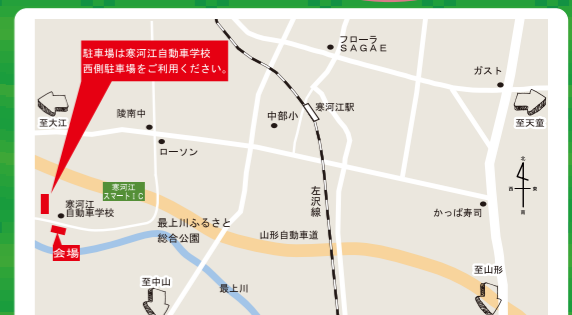 駐車場は寒河江自動車学校
西側駐車場をご利用ください。
フローラ
SAGAE
ガスト
至大江
陵南中
中部小
寒河江駅
至天童
ローソン
北
西
東
南
寒河江
スマートIC
左沢線
寒河江
自動車学校
かっぱ寿司
最上川ふるさと
総合公園
山形自動車道
会場
至中山
最上川
至山形